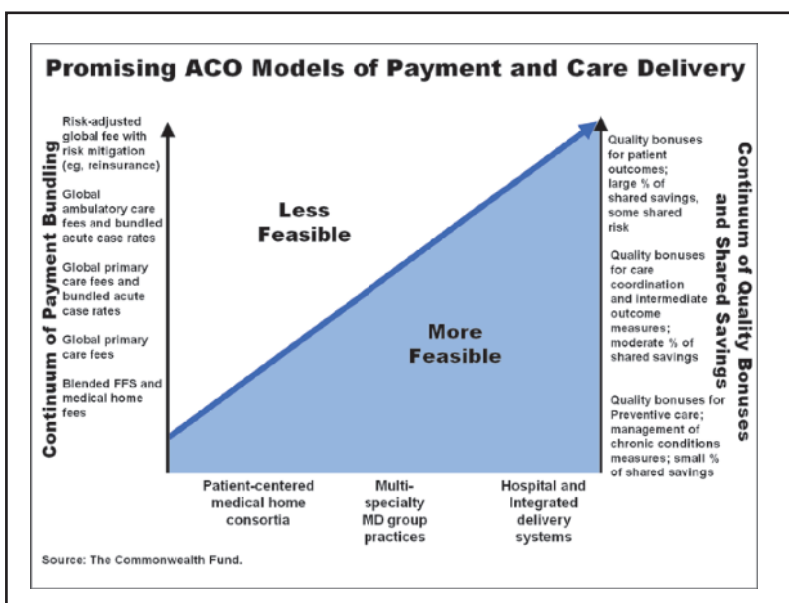 Promising ACO Models of Payment and Care Delivery
Continuum of Payment Bundling
Risk-adjusted
global fee with
risk mitigation
(eg, reinsurance)
Global
ambulatory care
fees and bundled
acute case rates
Global primary
care fees and
bundled acute
case rates
Global primary
care fees
Blended FFS and
medical home
fees
Less
Feasible
More
Feasible
Quality bonuses
for patient
outcomes;
large % of
shared savings,
some shared
risk
Quality bonuses
for care
coordination
and intermediate
outcome
measures;
moderate % of
shared savings
Quality bonuses for
Preventive care;
management of
chronic conditions
measures; small %
of shared savings
Continuum of Quality Bonuses
and Shared Savings
Patient-centered
medical home
consortia
Multi-
specialty
MD group
practices
Hospital and
Integrated
delivery
systems
Source: The Commonwealth Fund.